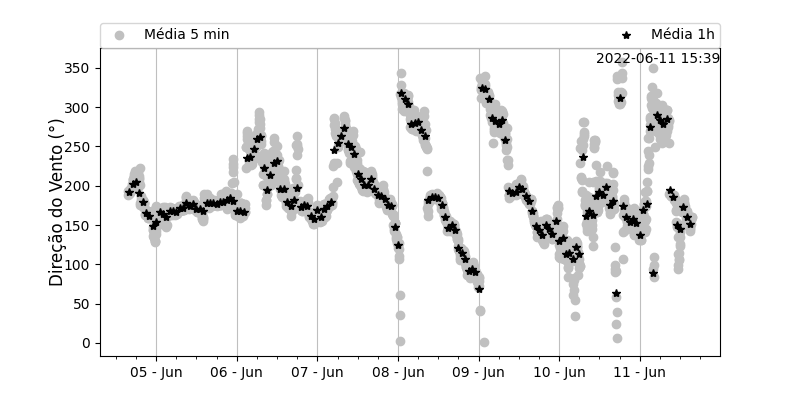 Média 5 min
Média 1h
2022-06-11 15:39
Direção do Vento (°)
350
300
250
200
150
100
50
0
05 - Jun
06 - Jun
07 - Jun
08 - Jun
09 - Jun
10 - Jun
11 - Jun